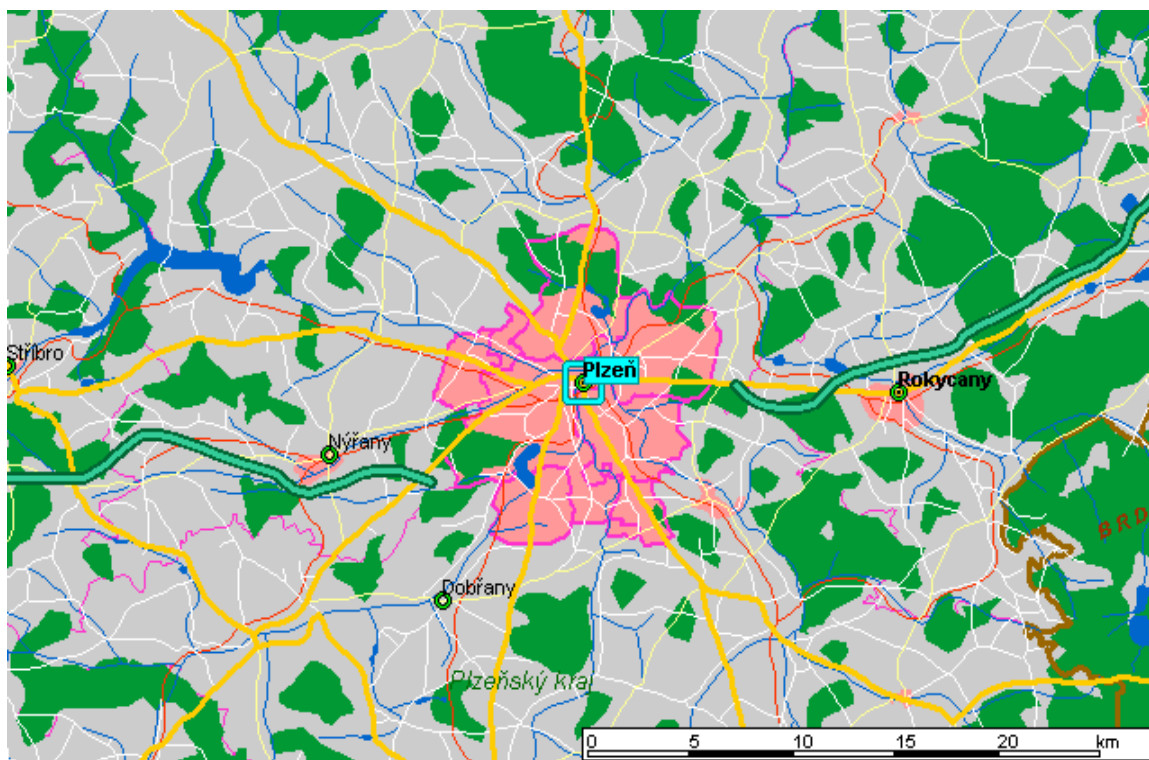 Stříbro
Plzeň
Rokycany
Nýřany
BRD
Dobřany
Plzeňský kraj
0 5 10 15 20 km